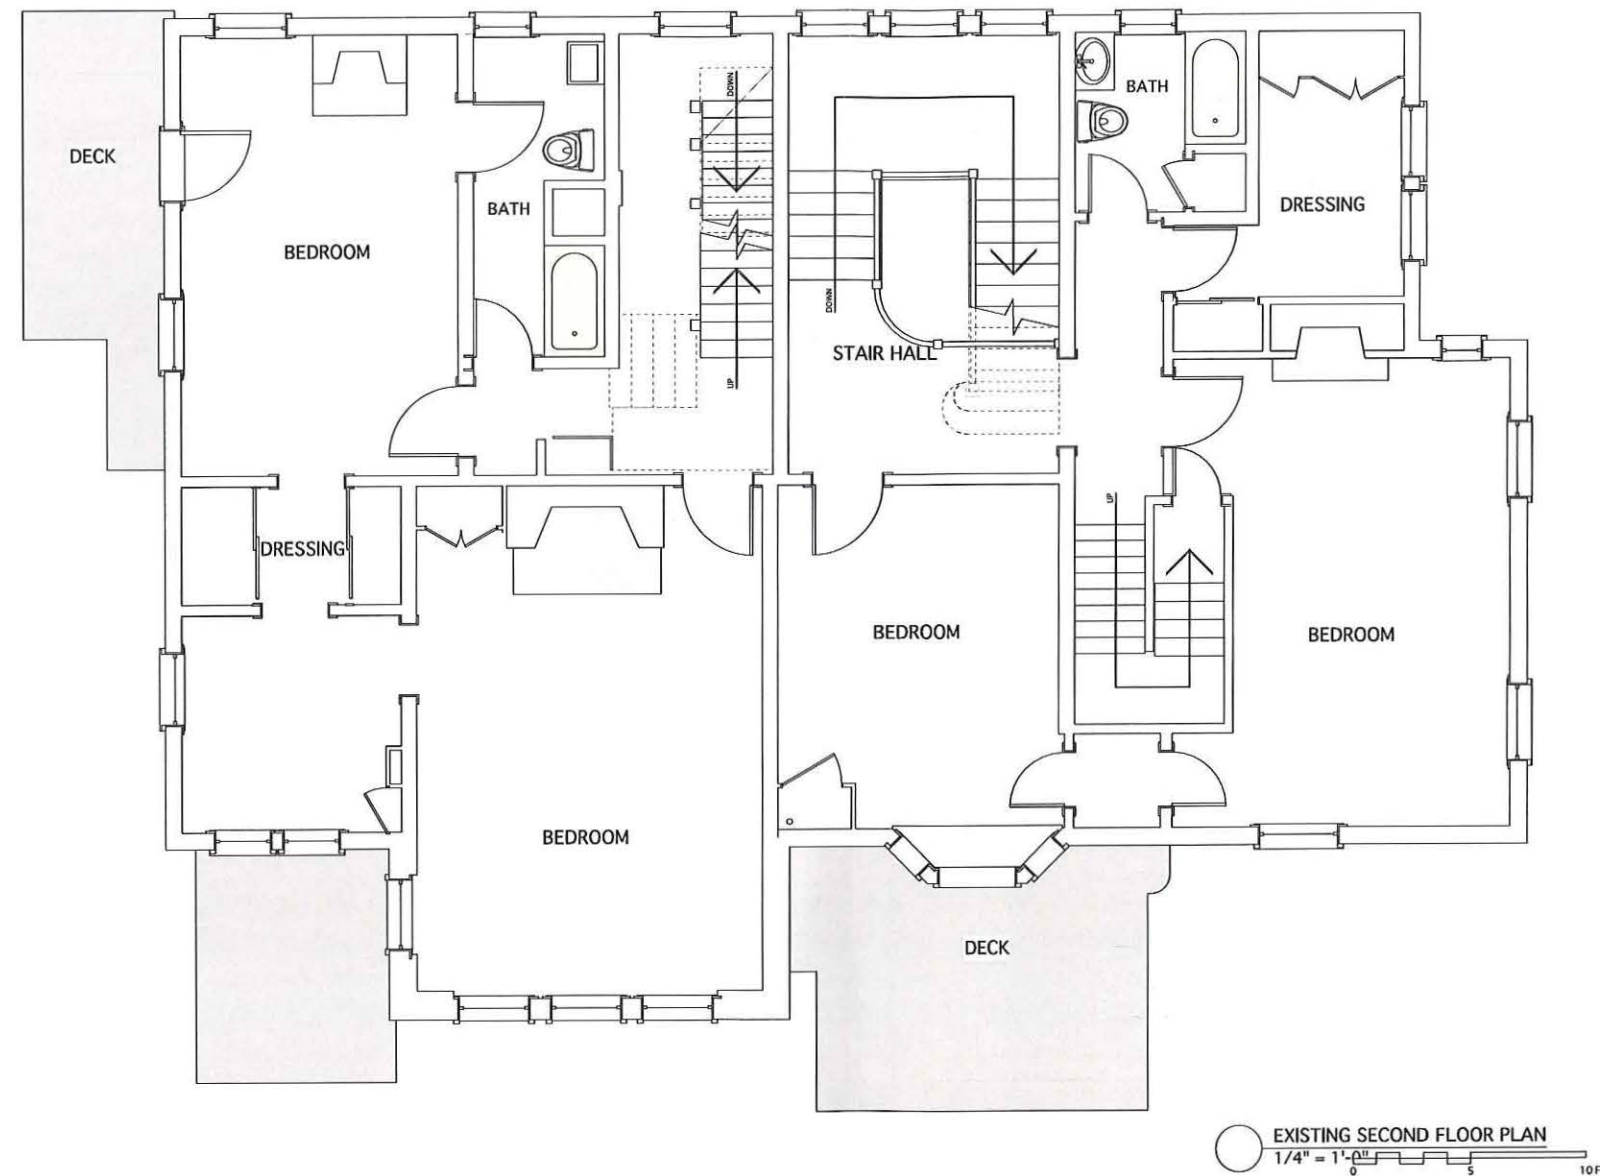 DOWN
BATH
DECK
DRESSING
BATH
BEDROOM
DOWN
STAIR HALL
UP
UP
DRESSING
BEDROOM
BEDROOM
BEDROOM
DECK
EXISTING SECOND FLOOR PLAN
1/4" = 1'-0"
0 5 10 F